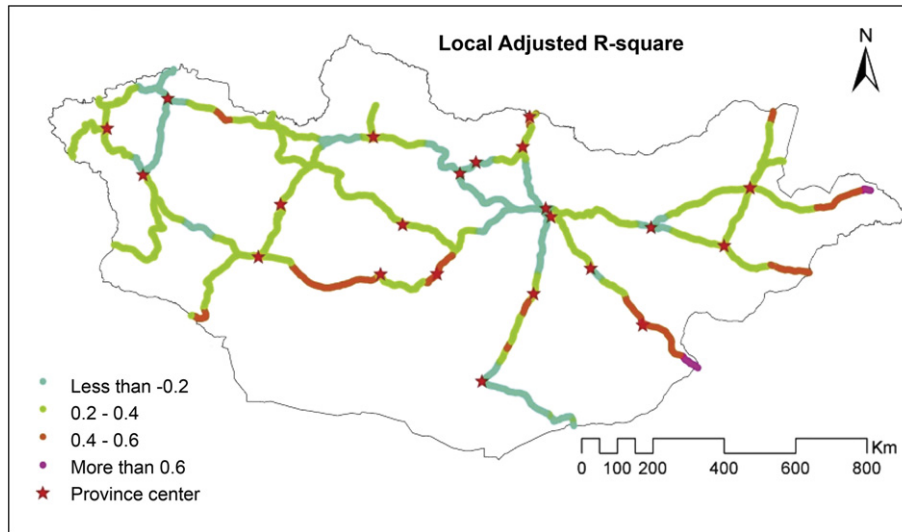 Local Adjusted R-square
N
Less than -0.2
0.2 - 0.4
0.4 - 0.6
More than 0.6
Province center
Km
0 100 200 400 600 800